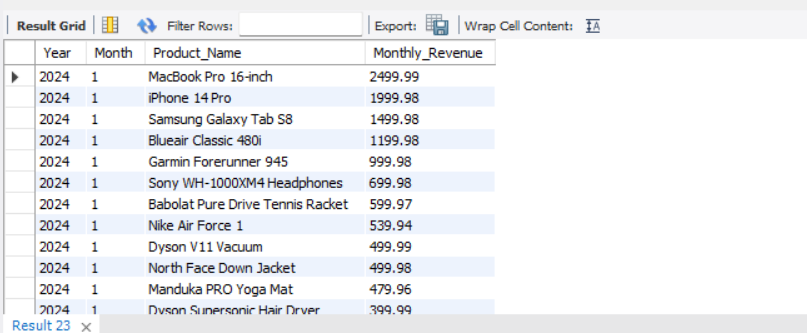 Result Grid Filter Rows: Export: Wrap Cell Content: IA
Year Month Product_Name Monthly_Revenue
2024 1 MacBook Pro 16-inch 2499.99
2024 1 iPhone 14 Pro 1999.98
2024 1 Samsung Galaxy Tab S8 1499.98
2024 1 Blueair Classic 480i 1199.98
2024 1 Garmin Forerunner 945 999.98
2024 1 Sony WH-1000XM4 Headphones 699.98
2024 1 Babolat Pure Drive Tennis Racket 599.97
2024 1 Nike Air Force 1 539.94
2024 1 Dyson V11 Vacuum 499.99
2024 1 North Face Down Jacket 499.98
2024 1 Manduka PRO Yoga Mat 479.96
2024 1 Dyson Supersonic Hair Dryer 399.99
Result 23 ×